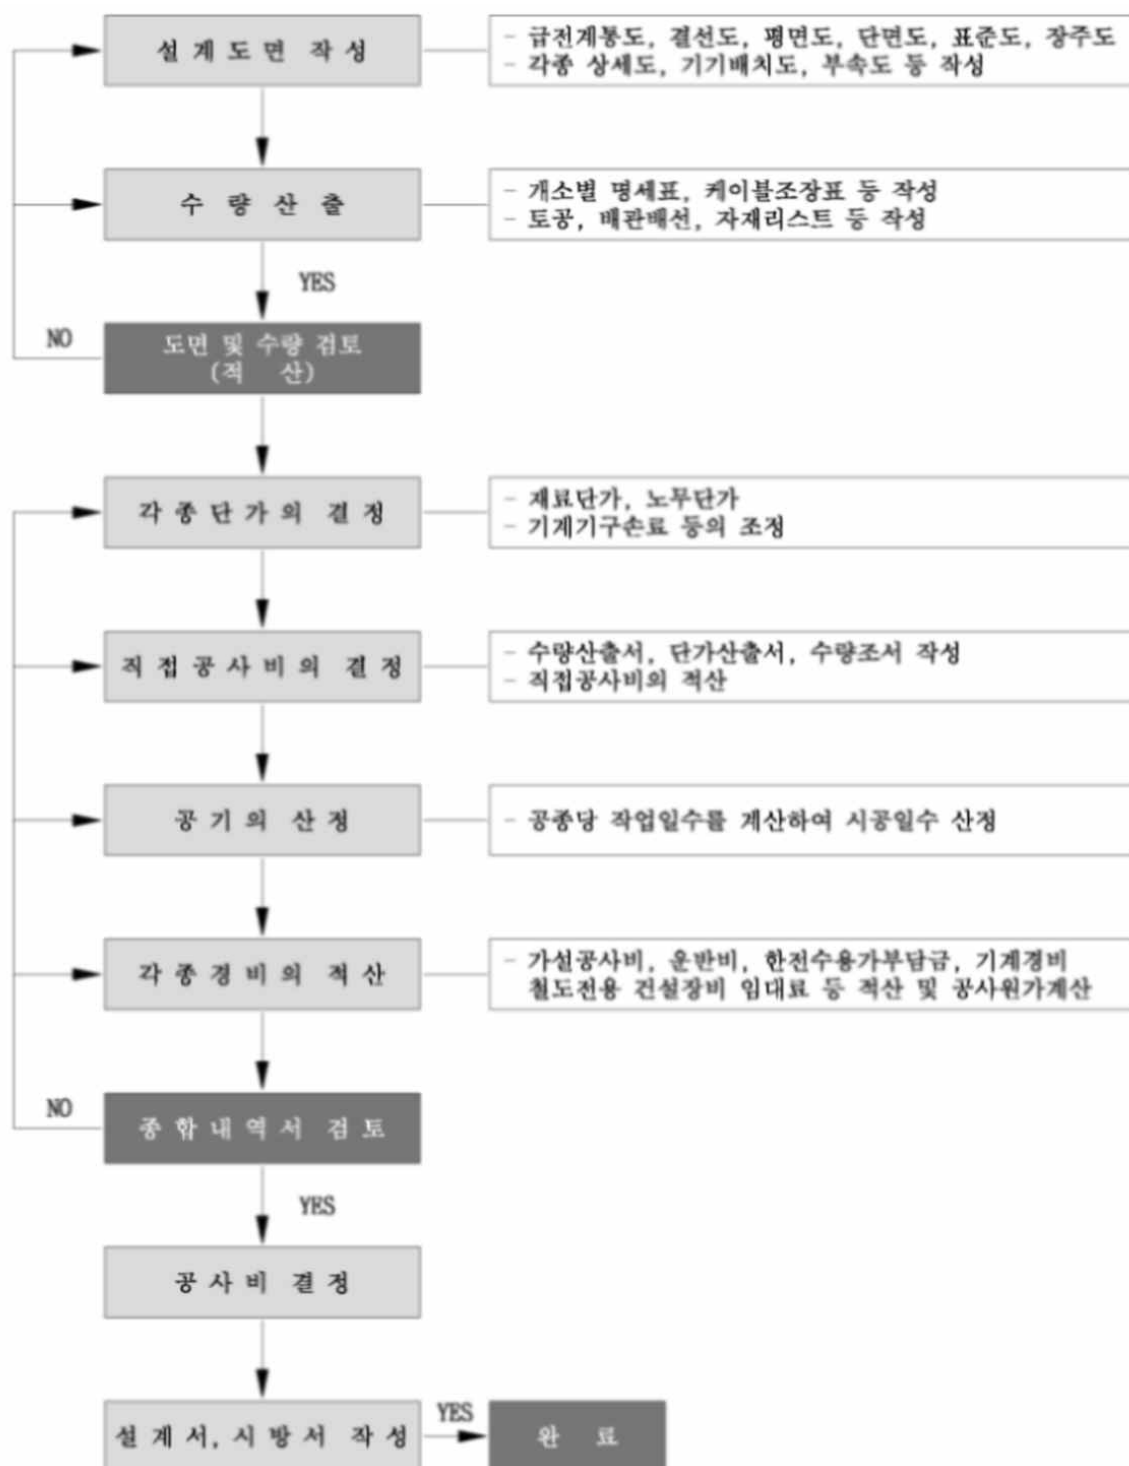 설계도면 작성
- 급전계통도, 결선도, 평면도, 단면도, 표준도, 장주도
- 각종 상세도, 기기배치도, 부속도 등 작성
수량산출
- 개소별 명세표, 케이블조장표 등 작성
- 토공, 배관배선, 자재리스트 등 작성
YES
NO
도면 및 수량 검토
(적 산)
각종단가의 결정
- 재료단가, 노무단가
- 기계기구손료 등의 조정
직접공사비의 결정
- 수량산출서, 단가산출서, 수량조서 작성
- 직접공사비의 적산
공기의 산정
- 공종당 작업일수를 계산하여 시공일수 산정
각종경비의 적산
- 가설공사비, 운반비, 한전수용가부담금, 기계경비
철도전용 건설장비 임대료 등 적산 및 공사원가계산
NO
종합내역서 검토
YES
공사비 결정
설계서, 시방서 작성
YES
완 료